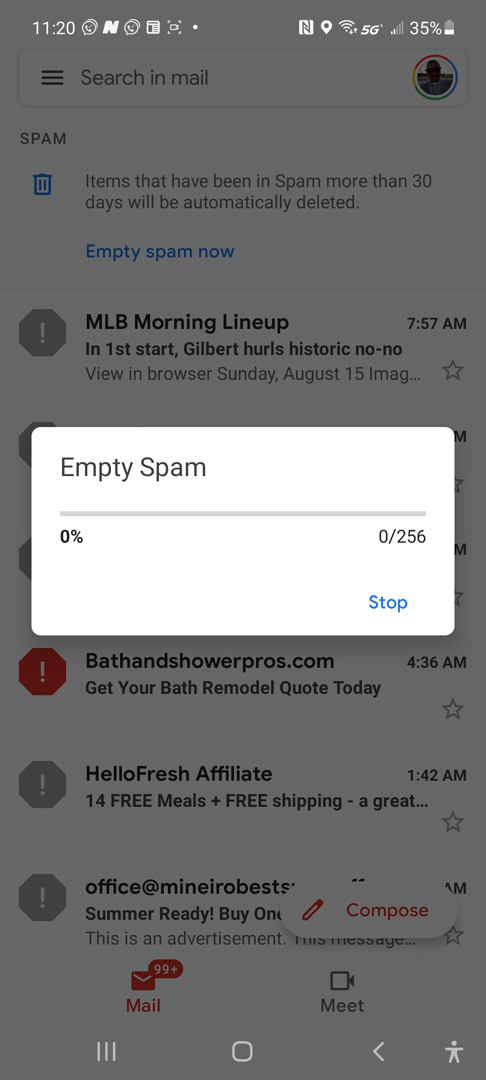 11:20 5G 35%
Search in mail
SPAM
Items that have been in Spam more than 30
days will be automatically deleted.
Empty spam now
MLB Morning Lineup 7:57 AM
In 1st start, Gilbert hurls historic no-no
View in browser Sunday, August 15 Imag...
M
Empty Spam
0% 0/256
M
Stop
Bathandshowerpros.com 4:36 AM
Get Your Bath Remodel Quote Today
HelloFresh Affiliate 1:42 AM
14 FREE Meals + FREE shipping - a great...
AM
Summer Ready! Buy One
Compose
This is an advertisement. This message...
99+
Mail Meet